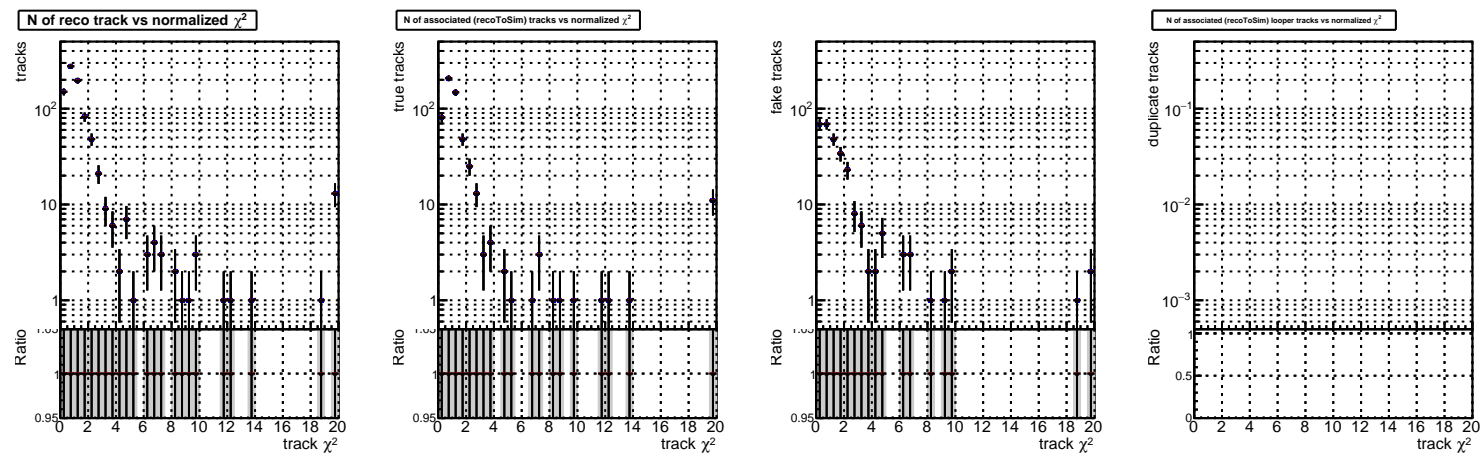 N of reco track vs normalized χ²
tracks
10²
10
1
Ratio
1.05
1
0.95
0 2 4 6 8 10 12 14 16 18 20
track χ²
N of associated (recoToSim) tracks vs normalized χ²
true tracks
10²
10
1
Ratio
1.05
1
0.95
0 2 4 6 8 10 12 14 16 18 20
track χ²
fake tracks
10²
10
1
Ratio
1
0.95
0 2 4 6 8 10 12 14 16 18 20
track χ²
N of associated (recoToSim) looper tracks vs normalized χ²
duplicate tracks
10⁻¹
10⁻²
10⁻³
Ratio
1
0.5
0
0 2 4 6 8 10 12 14 16 18 20
track χ²